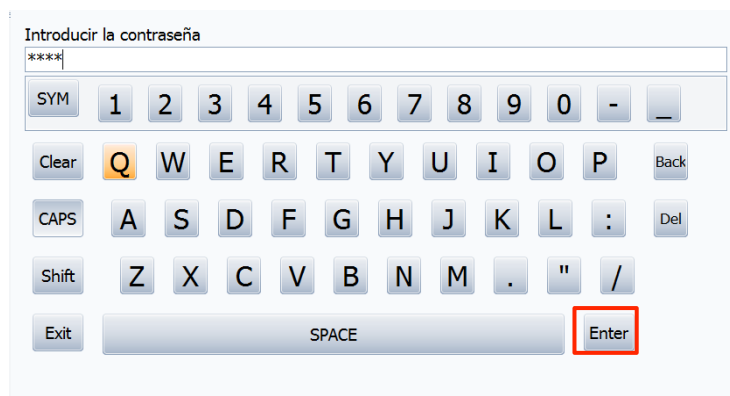 Introducir la contraseña
****
SYM 1 2 3 4 5 6 7 8 9 0 - _
Clear Q W E R T Y U I O P Back
CAPS A S D F G H J K L : Del
Shift Z X C V B N M . " /
Exit SPACE Enter